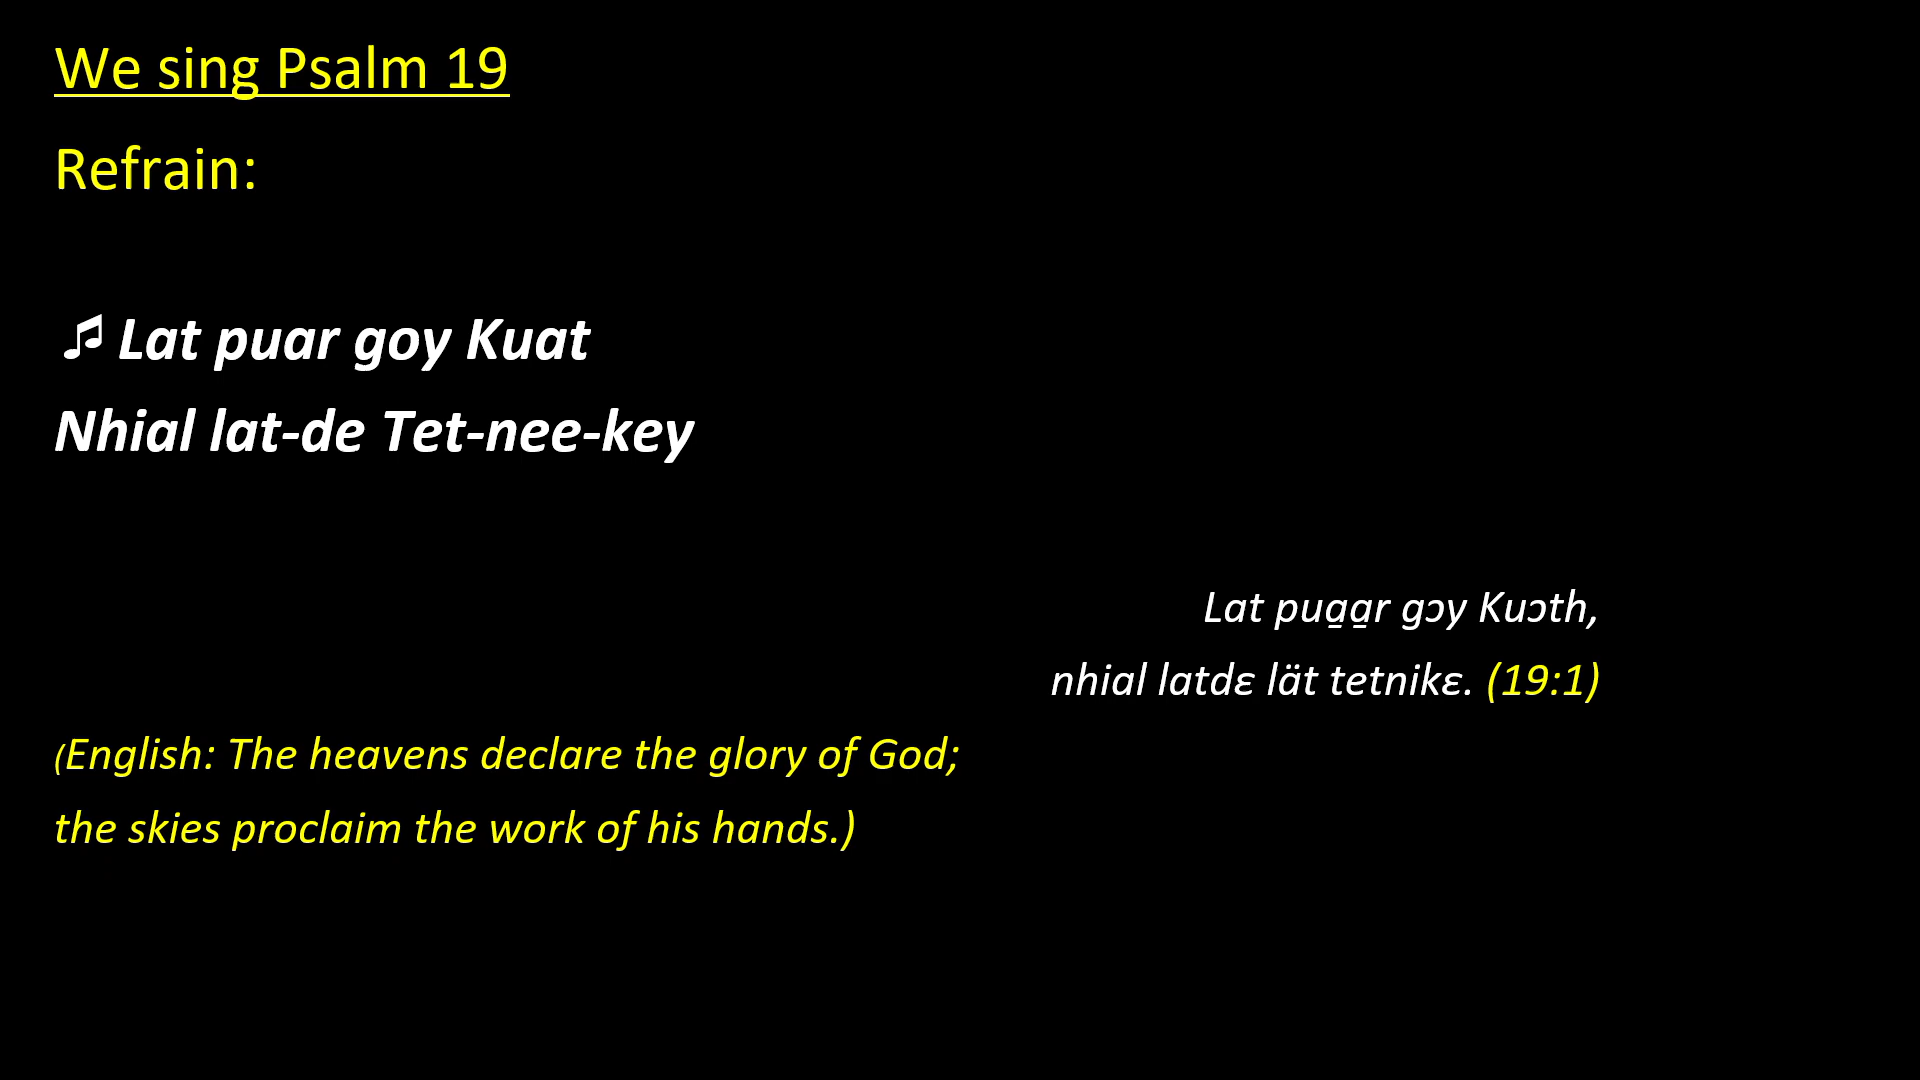 We sing Psalm 19
Refrain:
♫ Lat puar goy Kuat
Nhial lat-de Tet-nee-key
Lat pua̱a̱r gɔy Kuɔth,
nhial latdɛ lät tetnikɛ. (19:1)
(English: The heavens declare the glory of God;
the skies proclaim the work of his hands.)